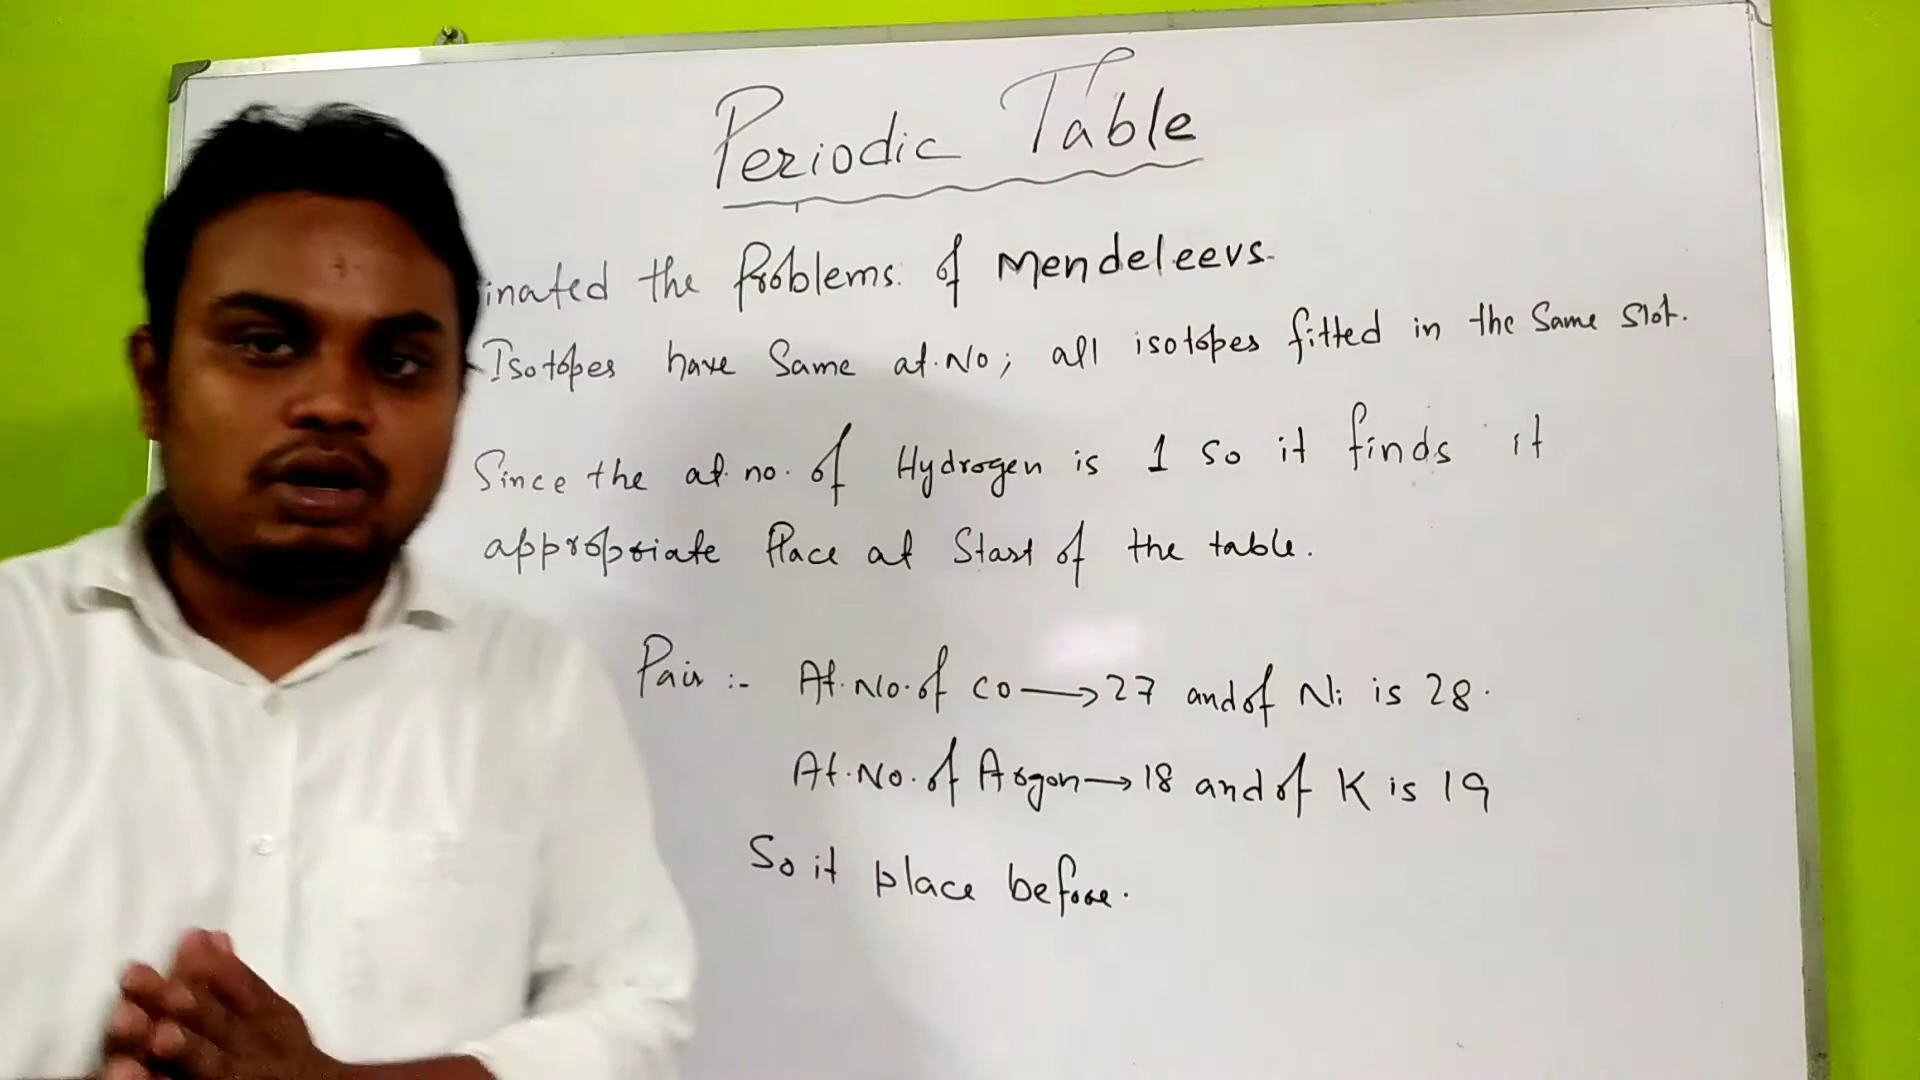 Periodic Table
inated the Problems of Mendeleevs.
Isotopes have Same at. No; all isotopes fitted in the Same Slot.
Since the at. no. of Hydrogen is 1 so it finds it
appropriate Place at Start of the table.
Pair :- At. No. of Co → 27 and of Ni is 28.
At. No. of Argon → 18 and of K is 19
So it place before.